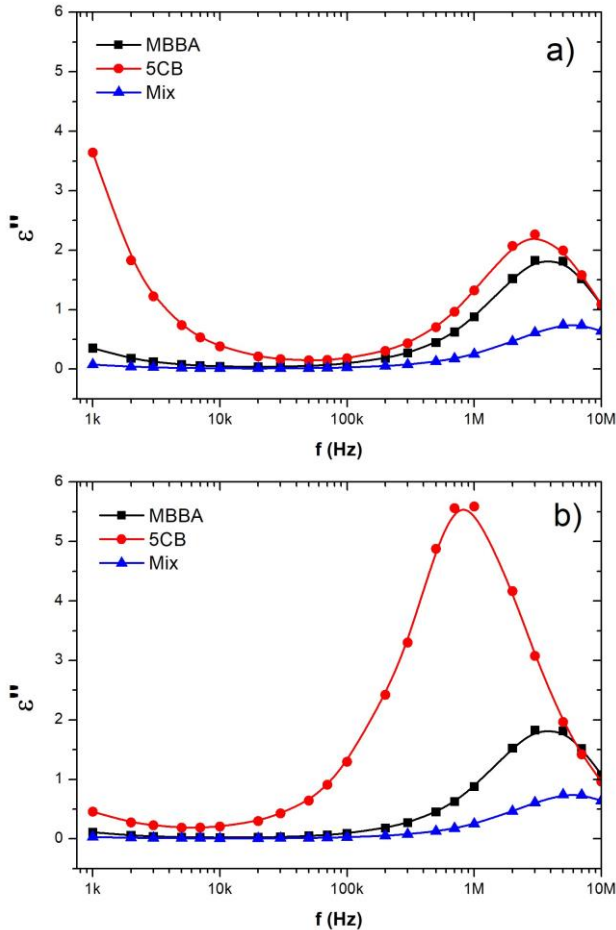 6
a)
MBBA
5CB
Mix
5
4
3
ε"
2
1
0
1k 10k 100k 1M 10M
f (Hz)
6
b)
MBBA
5CB
Mix
5
4
3
ε"
2
1
0
1k 10k 100k 1M 10M
f (Hz)